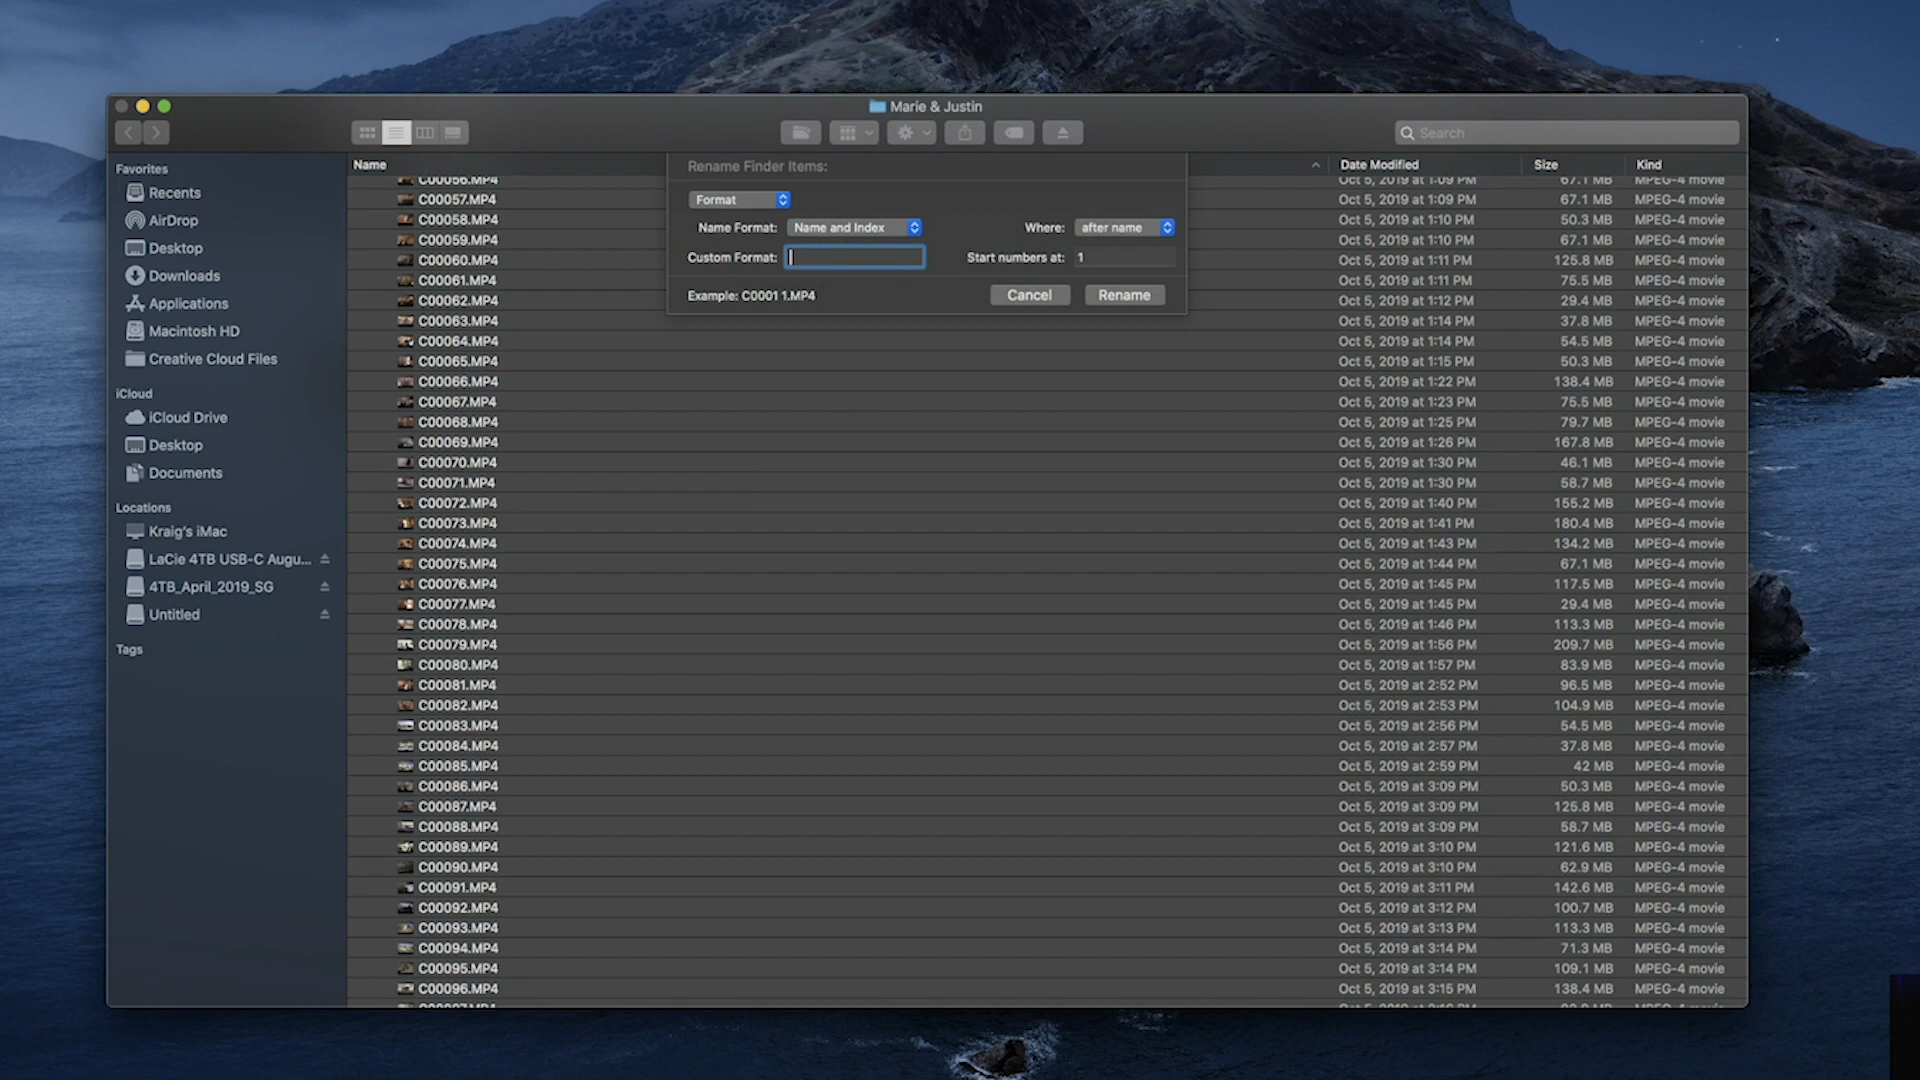 Marie & Justin
Search
Favorites
Recents
AirDrop
Desktop
Downloads
Applications
Macintosh HD
Creative Cloud Files
iCloud
iCloud Drive
Desktop
Documents
Locations
Kraig's iMac
LaCie 4TB USB-C Augu...
4TB_April_2019_SG
Untitled
Tags
Name Date Modified Size Kind
Rename Finder Items:
Format
Name Format: Name and Index Where: after name
Custom Format: Start numbers at: 1
Example: C0001 1.MP4 Cancel Rename
C00056.MP4 Oct 5, 2019 at 1:09 PM 67.1 MB MPEG-4 movie
C00057.MP4 Oct 5, 2019 at 1:09 PM 67.1 MB MPEG-4 movie
C00058.MP4 Oct 5, 2019 at 1:10 PM 50.3 MB MPEG-4 movie
C00059.MP4 Oct 5, 2019 at 1:10 PM 67.1 MB MPEG-4 movie
C00060.MP4 Oct 5, 2019 at 1:11 PM 125.8 MB MPEG-4 movie
C00061.MP4 Oct 5, 2019 at 1:11 PM 75.5 MB MPEG-4 movie
C00062.MP4 Oct 5, 2019 at 1:12 PM 29.4 MB MPEG-4 movie
C00063.MP4 Oct 5, 2019 at 1:14 PM 37.8 MB MPEG-4 movie
C00064.MP4 Oct 5, 2019 at 1:14 PM 54.5 MB MPEG-4 movie
C00065.MP4 Oct 5, 2019 at 1:15 PM 50.3 MB MPEG-4 movie
C00066.MP4 Oct 5, 2019 at 1:22 PM 138.4 MB MPEG-4 movie
C00067.MP4 Oct 5, 2019 at 1:23 PM 75.5 MB MPEG-4 movie
C00068.MP4 Oct 5, 2019 at 1:25 PM 79.7 MB MPEG-4 movie
C00069.MP4 Oct 5, 2019 at 1:26 PM 167.8 MB MPEG-4 movie
C00070.MP4 Oct 5, 2019 at 1:30 PM 46.1 MB MPEG-4 movie
C00071.MP4 Oct 5, 2019 at 1:30 PM 58.7 MB MPEG-4 movie
C00072.MP4 Oct 5, 2019 at 1:40 PM 155.2 MB MPEG-4 movie
C00073.MP4 Oct 5, 2019 at 1:41 PM 180.4 MB MPEG-4 movie
C00074.MP4 Oct 5, 2019 at 1:43 PM 134.2 MB MPEG-4 movie
C00075.MP4 Oct 5, 2019 at 1:44 PM 67.1 MB MPEG-4 movie
C00076.MP4 Oct 5, 2019 at 1:45 PM 117.5 MB MPEG-4 movie
C00077.MP4 Oct 5, 2019 at 1:45 PM 29.4 MB MPEG-4 movie
C00078.MP4 Oct 5, 2019 at 1:46 PM 113.3 MB MPEG-4 movie
C00079.MP4 Oct 5, 2019 at 1:56 PM 209.7 MB MPEG-4 movie
C00080.MP4 Oct 5, 2019 at 1:57 PM 83.9 MB MPEG-4 movie
C00081.MP4 Oct 5, 2019 at 2:52 PM 96.5 MB MPEG-4 movie
C00082.MP4 Oct 5, 2019 at 2:53 PM 104.9 MB MPEG-4 movie
C00083.MP4 Oct 5, 2019 at 2:56 PM 54.5 MB MPEG-4 movie
C00084.MP4 Oct 5, 2019 at 2:57 PM 37.8 MB MPEG-4 movie
C00085.MP4 Oct 5, 2019 at 2:59 PM 42 MB MPEG-4 movie
C00086.MP4 Oct 5, 2019 at 3:09 PM 50.3 MB MPEG-4 movie
C00087.MP4 Oct 5, 2019 at 3:09 PM 125.8 MB MPEG-4 movie
C00088.MP4 Oct 5, 2019 at 3:09 PM 58.7 MB MPEG-4 movie
C00089.MP4 Oct 5, 2019 at 3:10 PM 121.6 MB MPEG-4 movie
C00090.MP4 Oct 5, 2019 at 3:10 PM 62.9 MB MPEG-4 movie
C00091.MP4 Oct 5, 2019 at 3:11 PM 142.6 MB MPEG-4 movie
C00092.MP4 Oct 5, 2019 at 3:12 PM 100.7 MB MPEG-4 movie
C00093.MP4 Oct 5, 2019 at 3:13 PM 113.3 MB MPEG-4 movie
C00094.MP4 Oct 5, 2019 at 3:14 PM 71.3 MB MPEG-4 movie
C00095.MP4 Oct 5, 2019 at 3:14 PM 109.1 MB MPEG-4 movie
C00096.MP4 Oct 5, 2019 at 3:15 PM 138.4 MB MPEG-4 movie